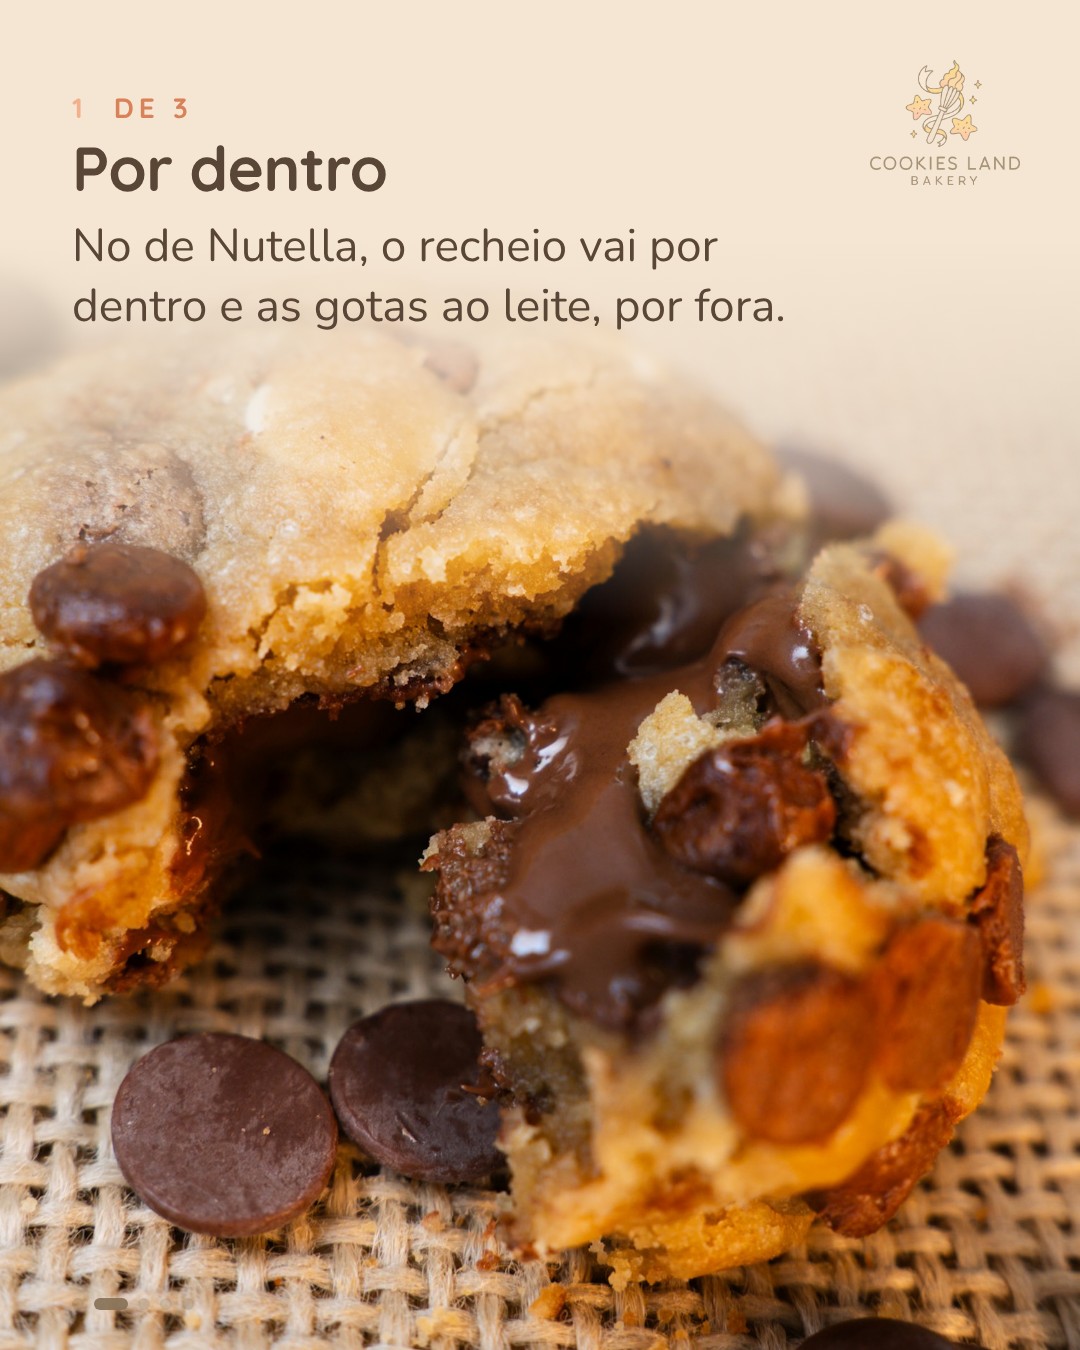 1 DE 3
Por dentro
No de Nutella, o recheio vai por
dentro e as gotas ao leite, por fora.
COOKIES LAND
BAKERY